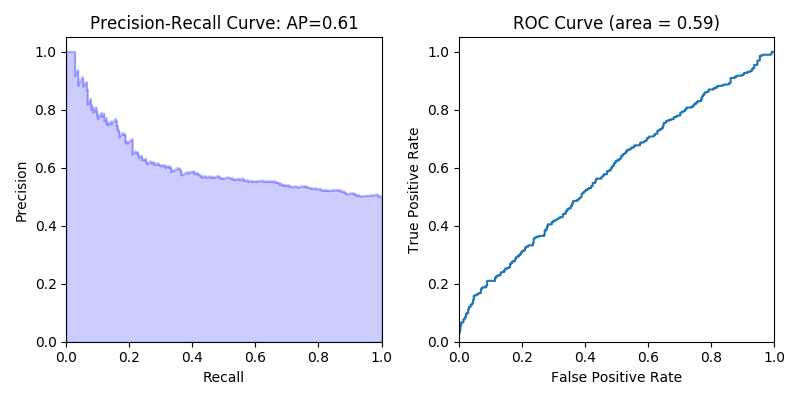 Precision-Recall Curve: AP=0.61
1.0
0.8
0.6
0.4
0.2
0.0
Precision
0.0 0.2 0.4 0.6 0.8 1.0
Recall
ROC Curve (area = 0.59)
1.0
0.8
0.6
0.4
0.2
0.0
True Positive Rate
0.0 0.2 0.4 0.6 0.8 1.0
False Positive Rate